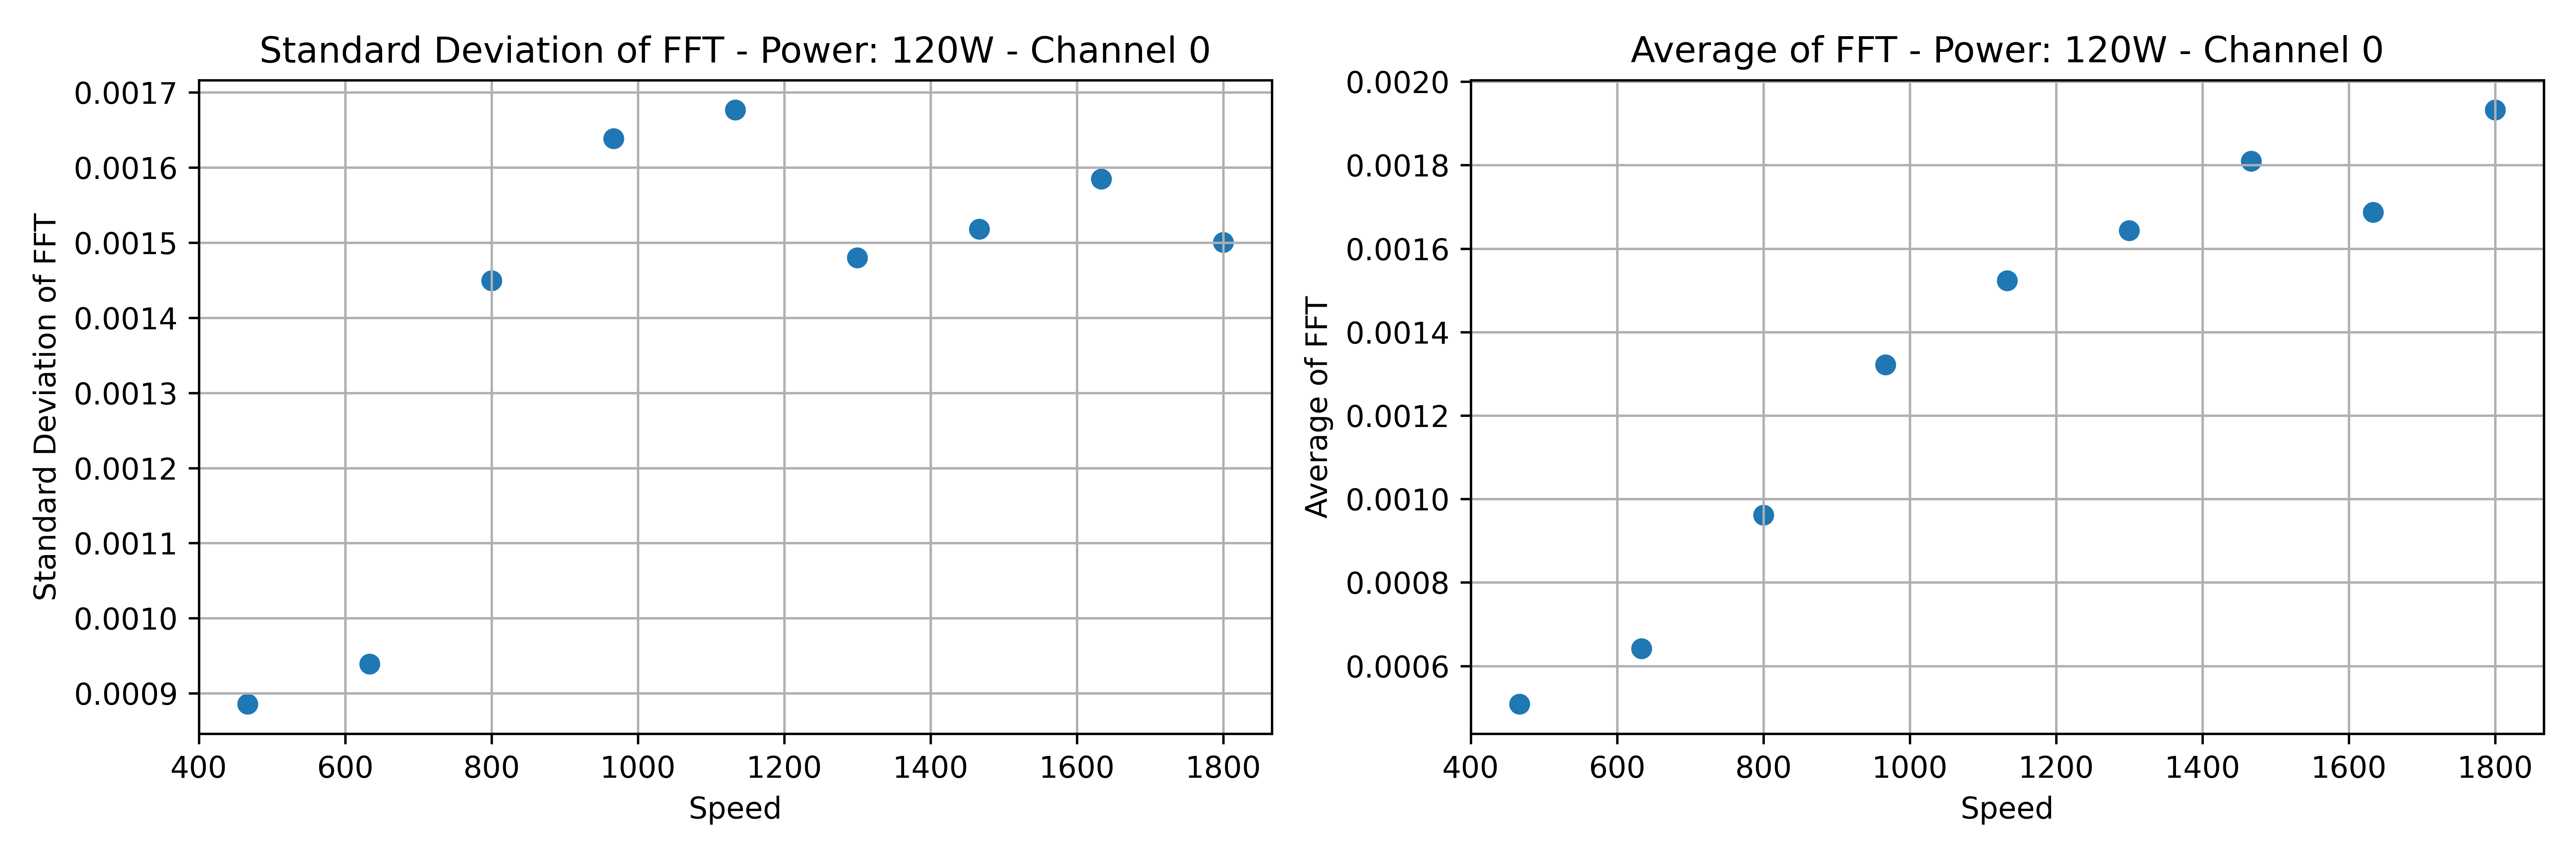 Standard Deviation of FFT - Power: 120W - Channel 0
Standard Deviation of FFT
0.0017
0.0016
0.0015
0.0014
0.0013
0.0012
0.0011
0.0010
0.0009
400 600 800 1000 1200 1400 1600 1800
Speed
Average of FFT - Power: 120W - Channel 0
Average of FFT
0.0020
0.0018
0.0016
0.0014
0.0012
0.0010
0.0008
0.0006
400 600 800 1000 1200 1400 1600 1800
Speed